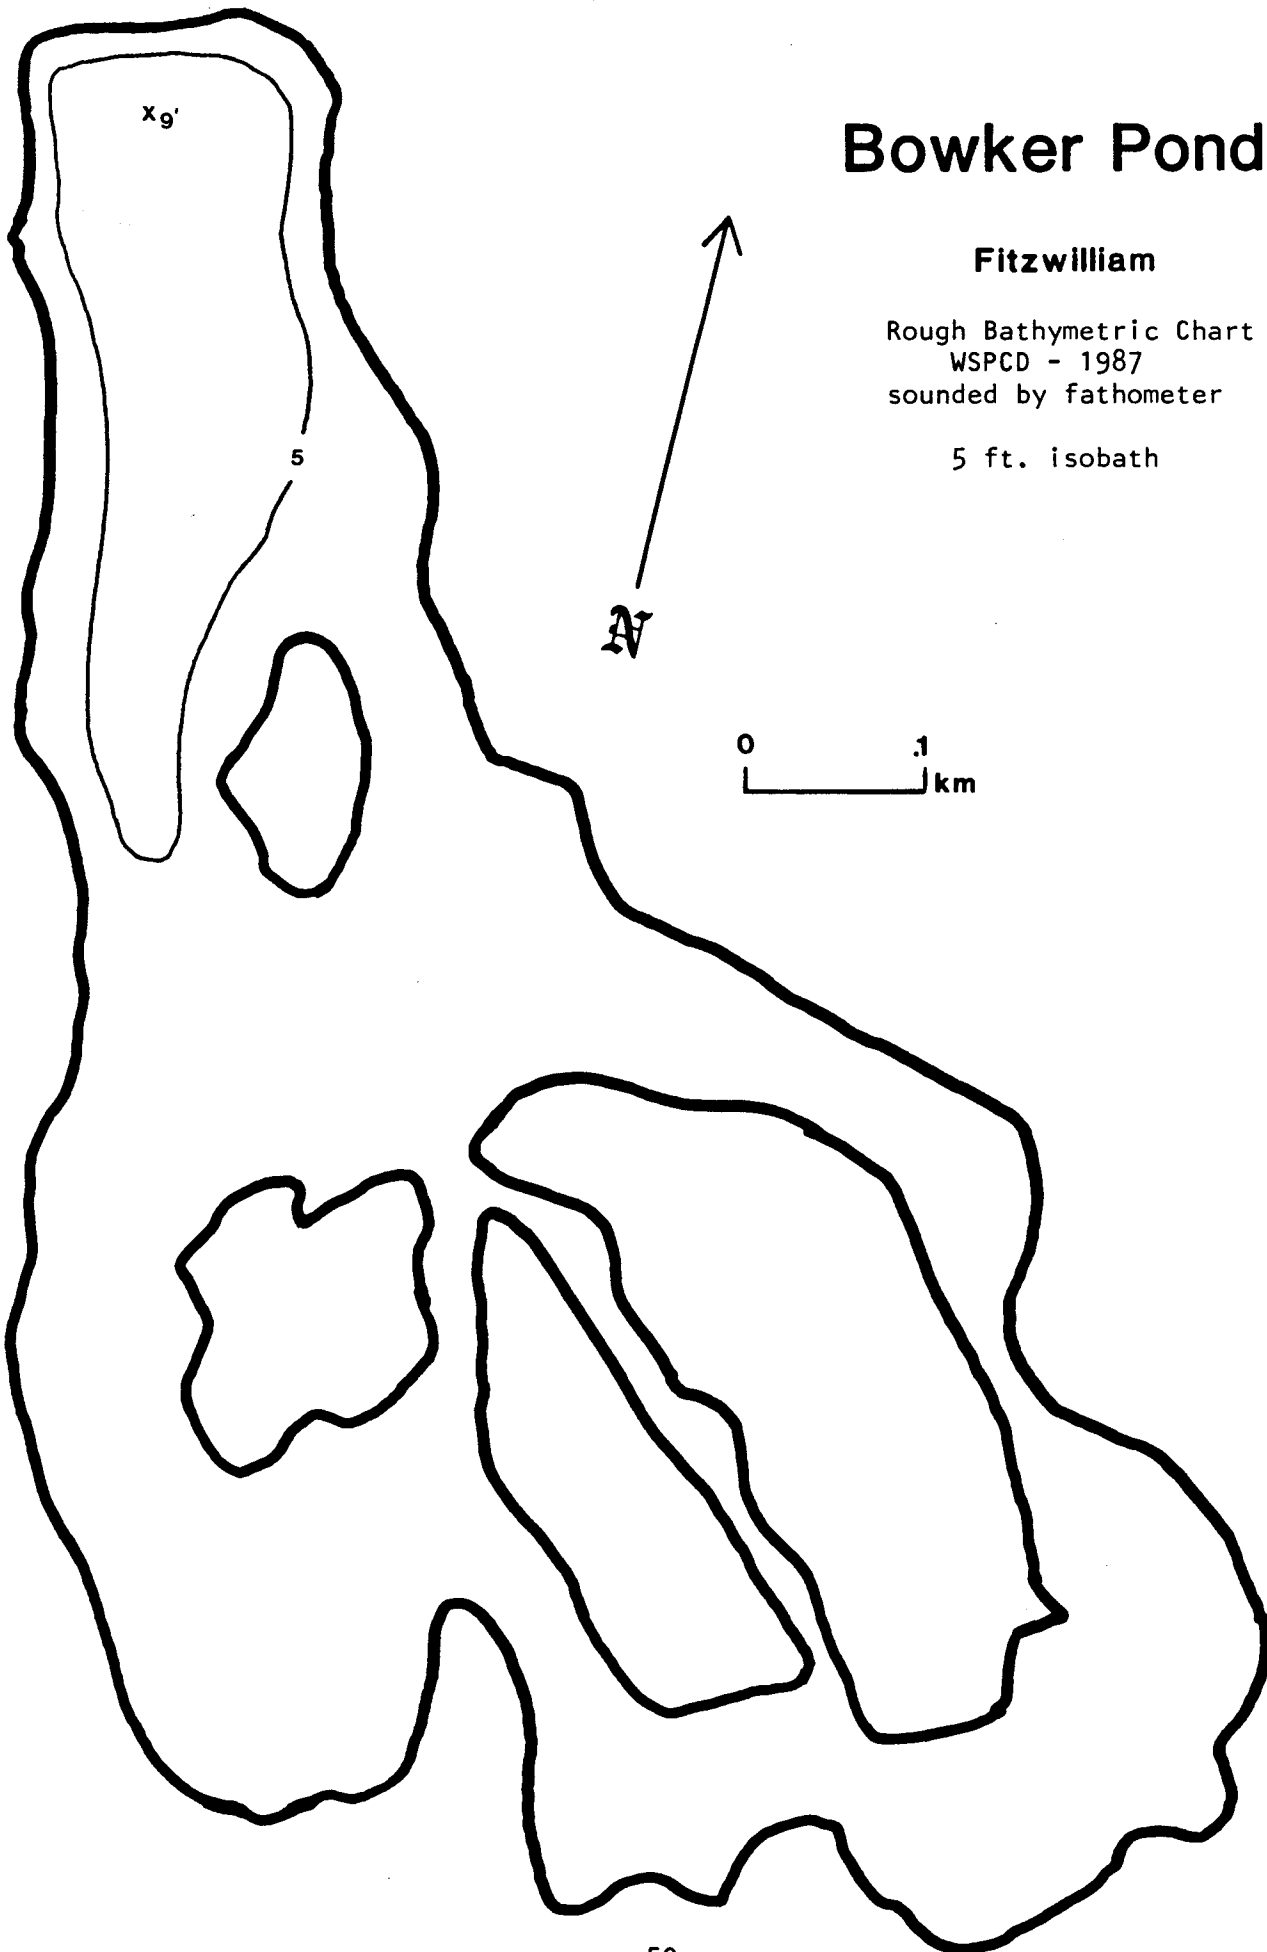 Bowker Pond
Fitzwilliam
Rough Bathymetric Chart
WSPCD - 1987
sounded by fathometer
5 ft. isobath
x9'
5
N
0 .1
km